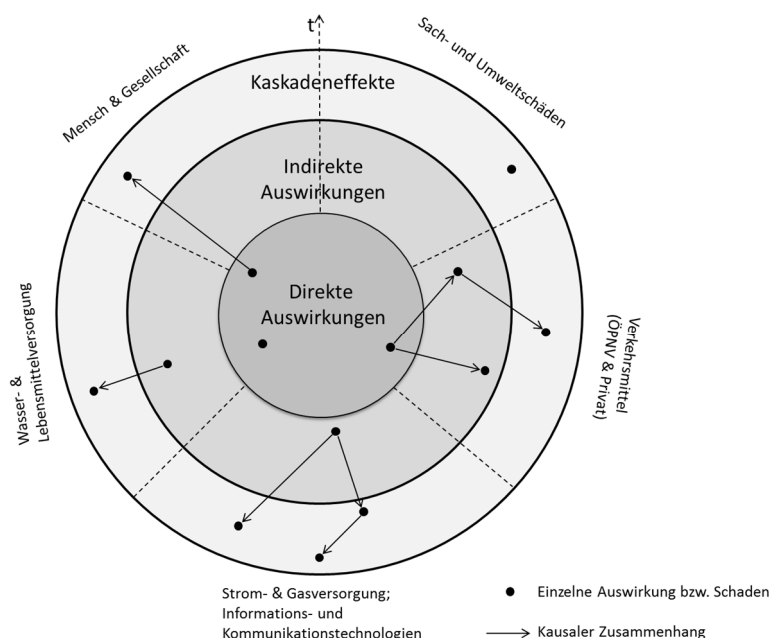 t
Sach- und Umweltschäden
Mensch & Gesellschaft
Kaskadeneffekte
Indirekte
Auswirkungen
Direkte
Auswirkungen
Wasser- &
Lebensmittelversorgung
Verkehrsmittel
(ÖPNV & Privat)
Strom- & Gasversorgung;
Informations- und
Kommunikationstechnologien
Einzelne Auswirkung bzw. Schaden
Kausaler Zusammenhang